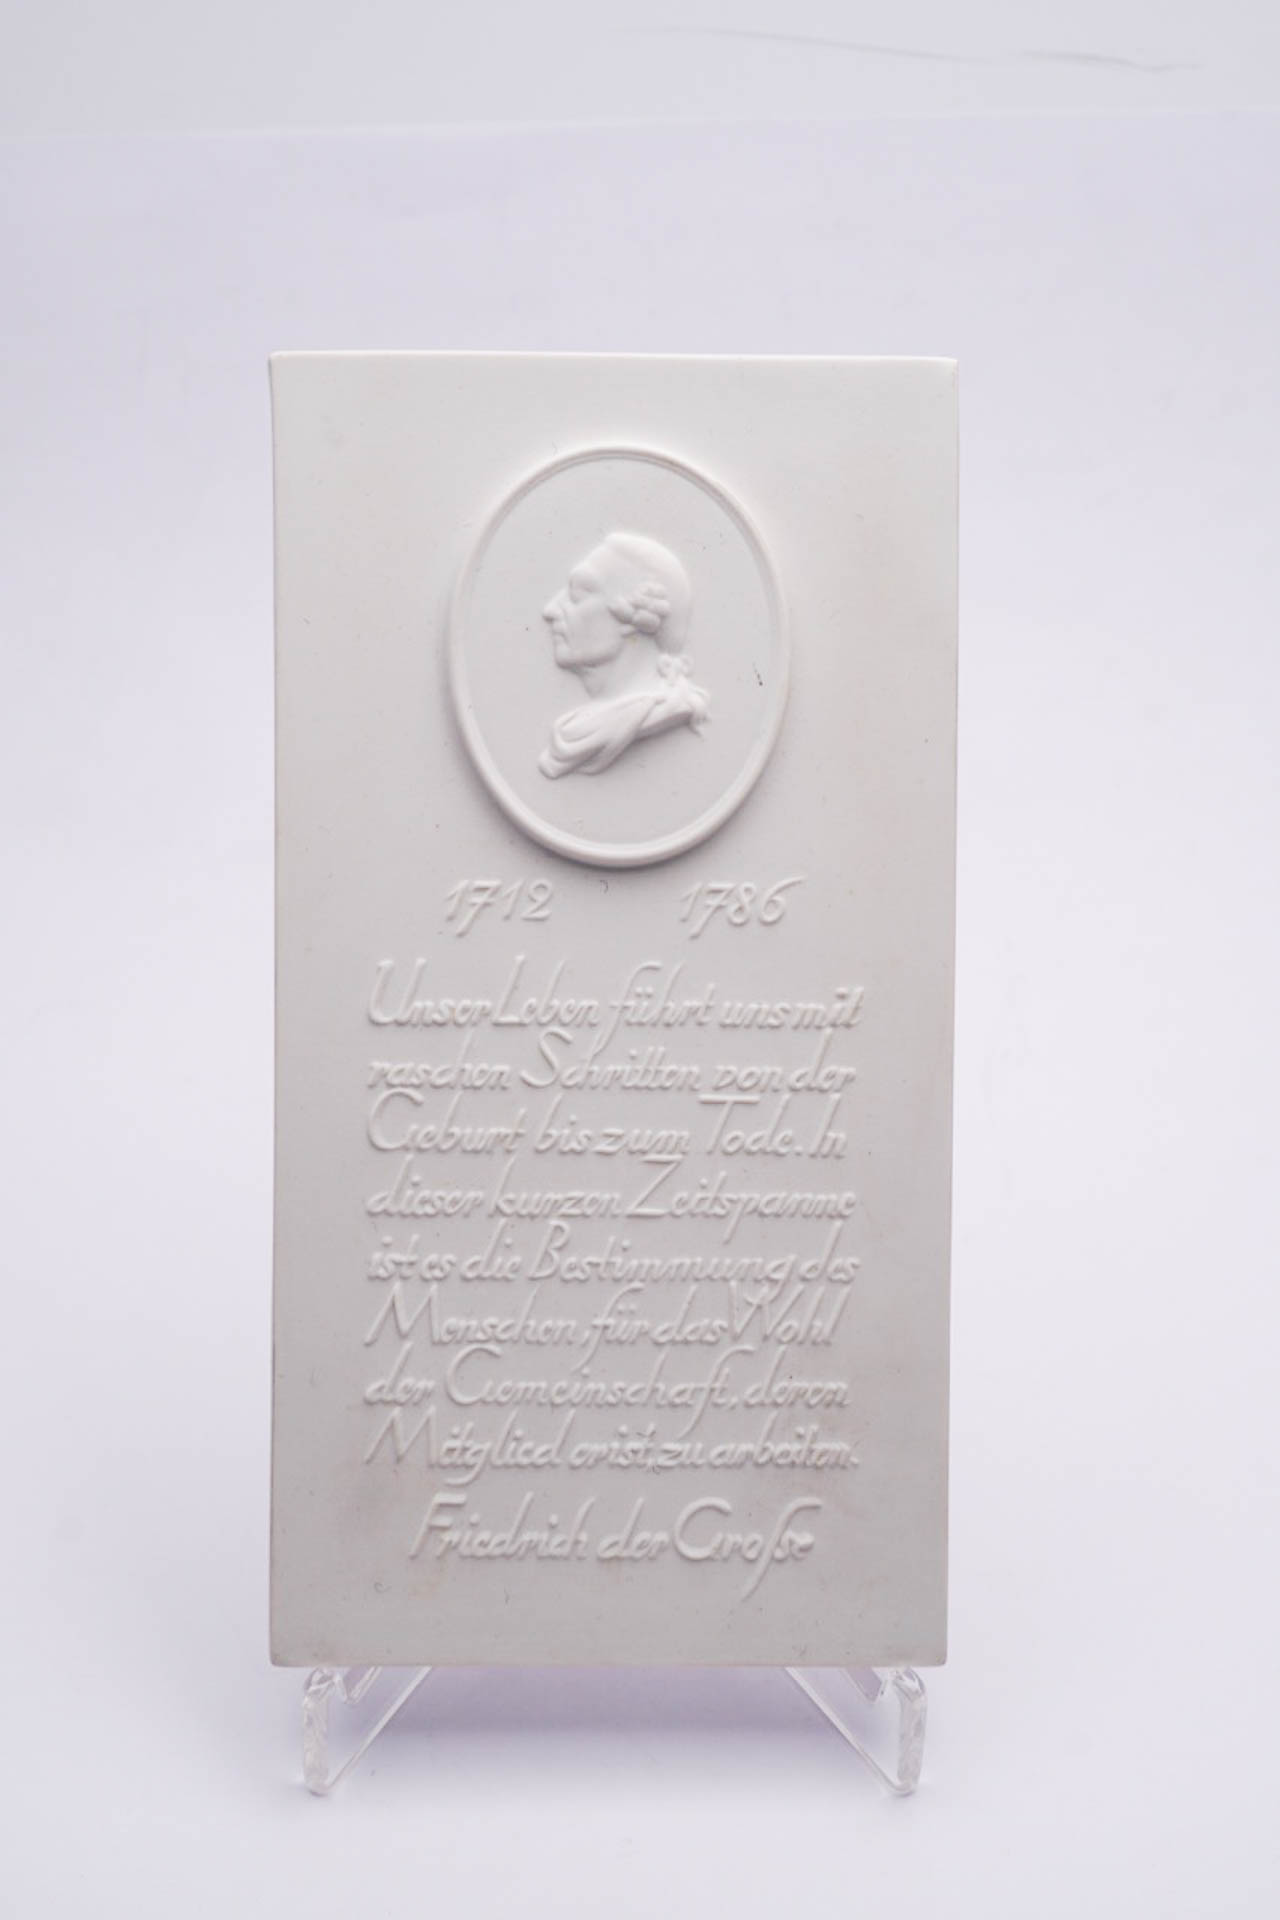 1712 1786
Unser Leben führt uns mit
raschen Schritten von der
Geburt bis zum Tode. In
dieser kurzen Zeitspanne
ist es die Bestimmung des
Menschen, für das Wohl
der Gemeinschaft, deren
Mitglied er ist, zu arbeiten.
Friedrich der Große